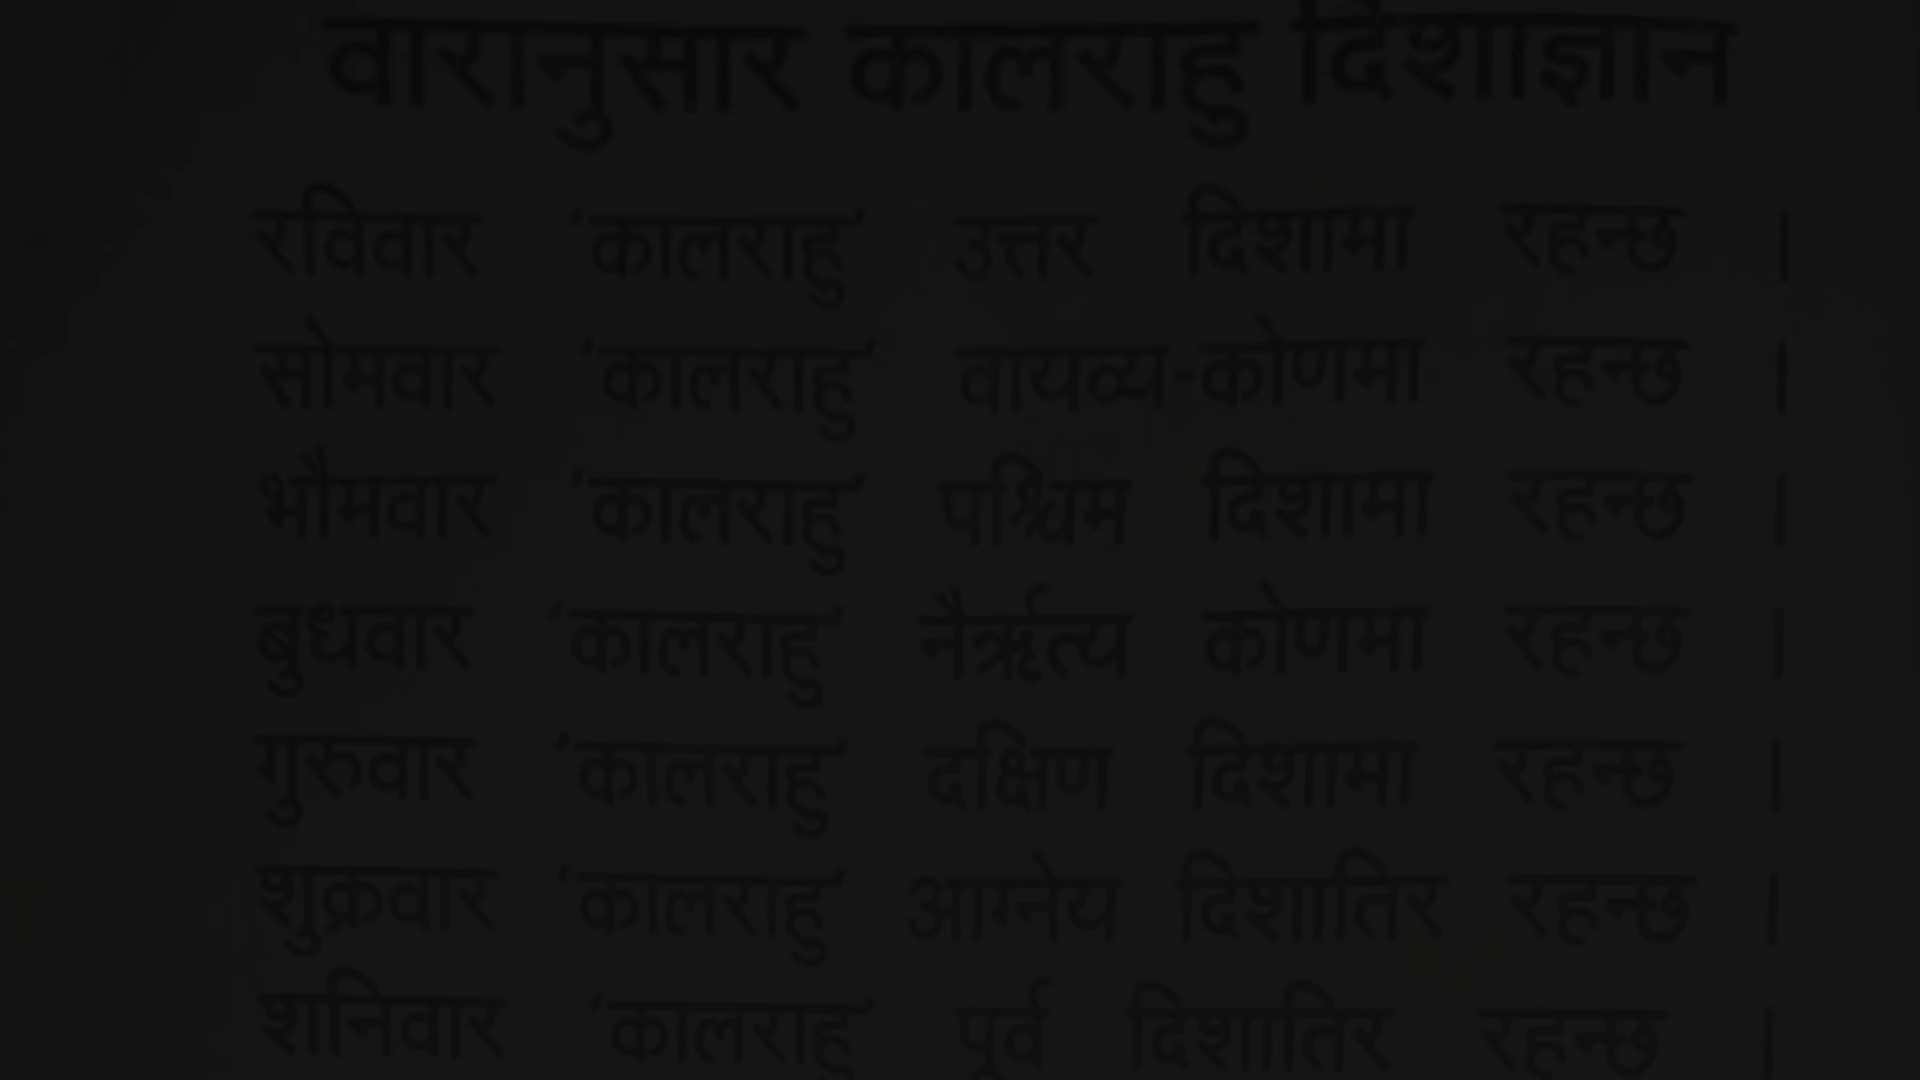 वारानुसार कालराहु दिशाज्ञान
रविवार ‘कालराहु’ उत्तर दिशामा रहन्छ ।
सोमवार ‘कालराहु’ वायव्य-कोणमा रहन्छ ।
भौमवार ‘कालराहु’ पश्चिम दिशामा रहन्छ ।
बुधवार ‘कालराहु’ नैर्ऋत्य कोणमा रहन्छ ।
गुरुवार ‘कालराहु’ दक्षिण दिशामा रहन्छ ।
शुक्रवार ‘कालराहु’ आग्नेय दिशातिर रहन्छ ।
शनिवार ‘कालराहु’ पूर्व दिशातिर रहन्छ ।